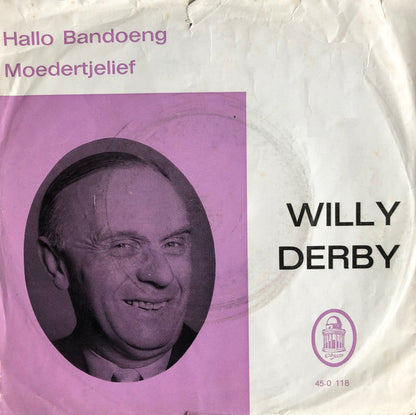 Hallo Bandoeng
Moedertjelief
WILLY
DERBY
45-0 118